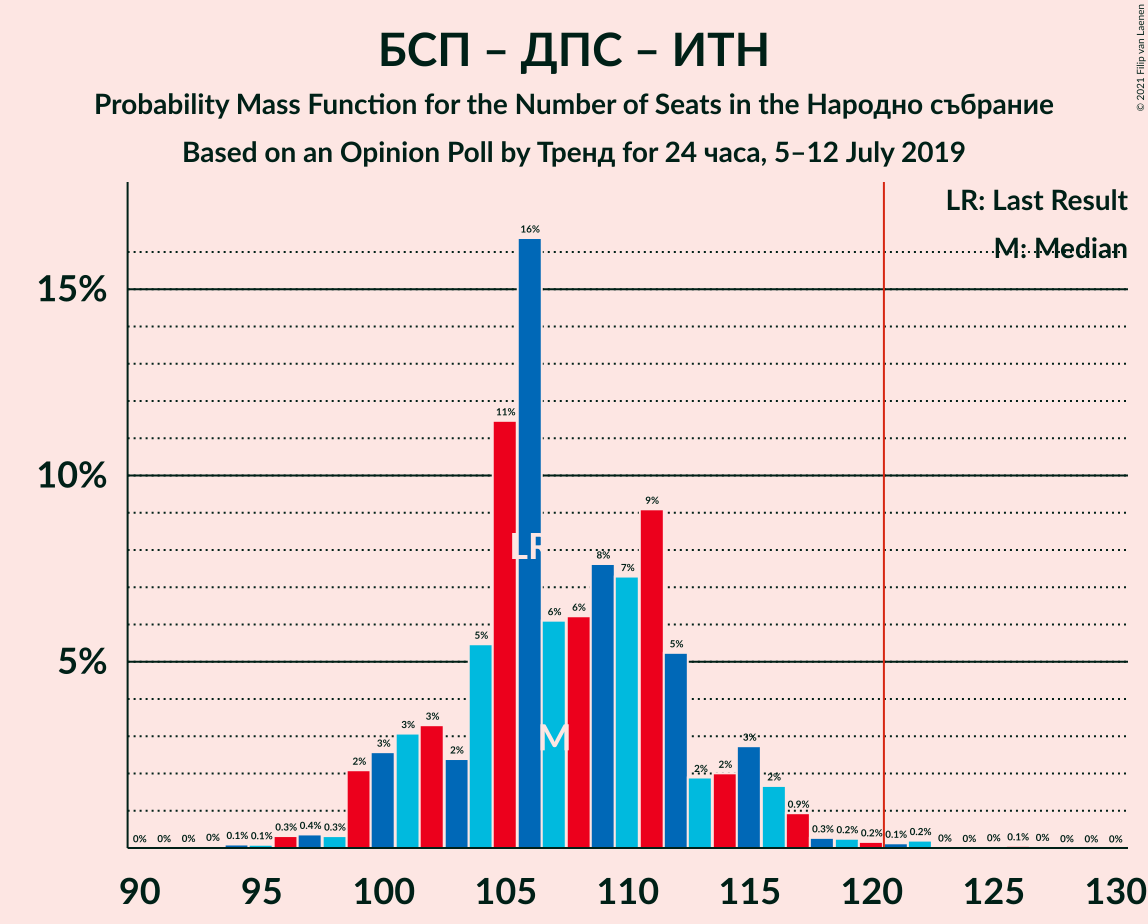 БСП – ДПС – ИТН
Probability Mass Function for the Number of Seats in the Народно събрание
Based on an Opinion Poll by Тренд for 24 часа, 5–12 July 2019
© 2021 Filip van Laenen
LR: Last Result
M: Median
15%
10%
5%
0% 0% 0% 0% 0.1% 0.1% 0.3% 0.4% 0.3% 2% 3% 3% 3% 2% 5% 11% 16% 6% 6% 8% 7% 9% 5% 2% 2% 3% 2% 0.9% 0.3% 0.2% 0.2% 0.1% 0.2% 0% 0% 0% 0.1% 0% 0% 0% 0%
LR
M
90 95 100 105 110 115 120 125 130